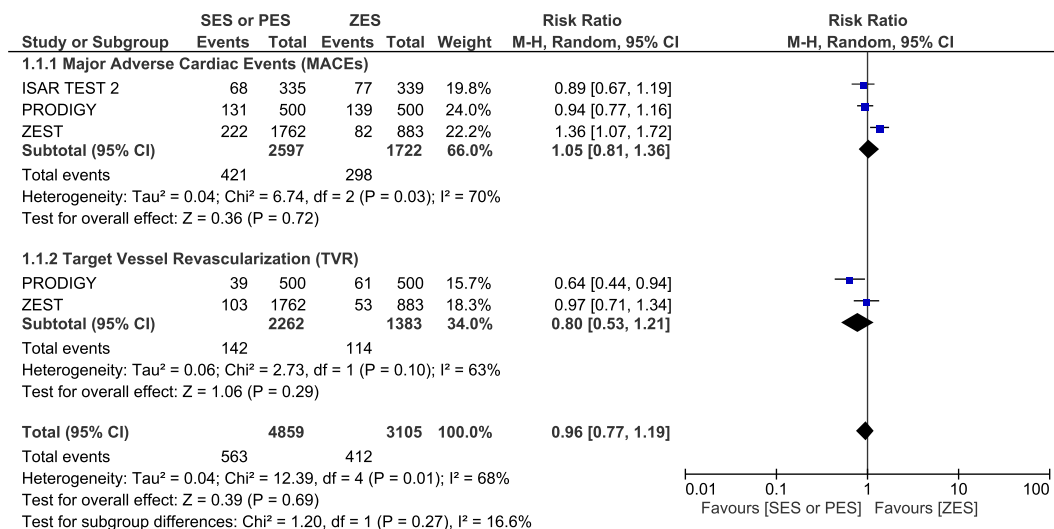 SES or PES ZES Risk Ratio Risk Ratio
Study or Subgroup Events Total Events Total Weight M-H, Random, 95% CI M-H, Random, 95% CI
1.1.1 Major Adverse Cardiac Events (MACEs)
ISAR TEST 2 68 335 77 339 19.8% 0.89 [0.67, 1.19]
PRODIGY 131 500 139 500 24.0% 0.94 [0.77, 1.16]
ZEST 222 1762 82 883 22.2% 1.36 [1.07, 1.72]
Subtotal (95% CI) 2597 1722 66.0% 1.05 [0.81, 1.36]
Total events 421 298
Heterogeneity: Tau² = 0.04; Chi² = 6.74, df = 2 (P = 0.03); I² = 70%
Test for overall effect: Z = 0.36 (P = 0.72)
1.1.2 Target Vessel Revascularization (TVR)
PRODIGY 39 500 61 500 15.7% 0.64 [0.44, 0.94]
ZEST 103 1762 53 883 18.3% 0.97 [0.71, 1.34]
Subtotal (95% CI) 2262 1383 34.0% 0.80 [0.53, 1.21]
Total events 142 114
Heterogeneity: Tau² = 0.06; Chi² = 2.73, df = 1 (P = 0.10); I² = 63%
Test for overall effect: Z = 1.06 (P = 0.29)
Total (95% CI) 4859 3105 100.0% 0.96 [0.77, 1.19]
Total events 563 412
Heterogeneity: Tau² = 0.04; Chi² = 12.39, df = 4 (P = 0.01); I² = 68%
Test for overall effect: Z = 0.39 (P = 0.69)
Test for subgroup differences: Chi² = 1.20, df = 1 (P = 0.27), I² = 16.6%
0.01 0.1 1 10 100
Favours [SES or PES] Favours [ZES]